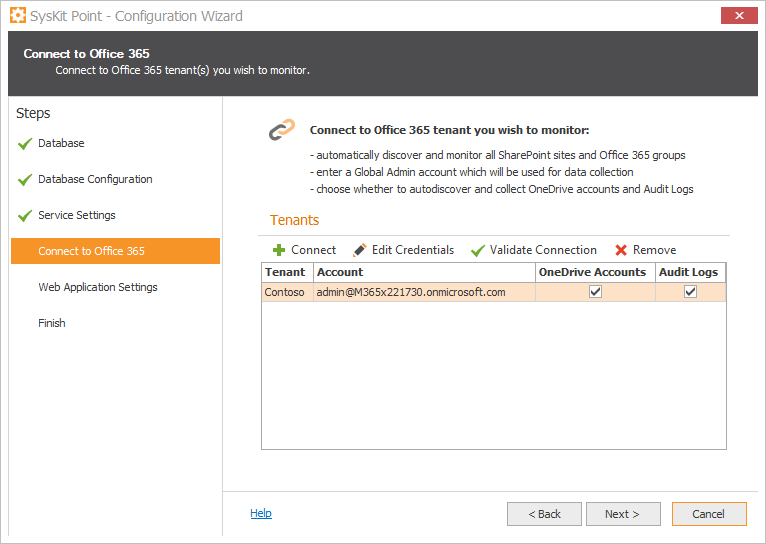 SysKit Point - Configuration Wizard
Connect to Office 365
Connect to Office 365 tenant(s) you wish to monitor.
Steps
Database
Database Configuration
Service Settings
Connect to Office 365
Web Application Settings
Finish
Connect to Office 365 tenant you wish to monitor:
- automatically discover and monitor all SharePoint sites and Office 365 groups
- enter a Global Admin account which will be used for data collection
- choose whether to autodiscover and collect OneDrive accounts and Audit Logs
Tenants
Connect Edit Credentials Validate Connection Remove
Tenant Account OneDrive Accounts Audit Logs
Contoso admin@M365x221730.onmicrosoft.com
Help < Back Next > Cancel